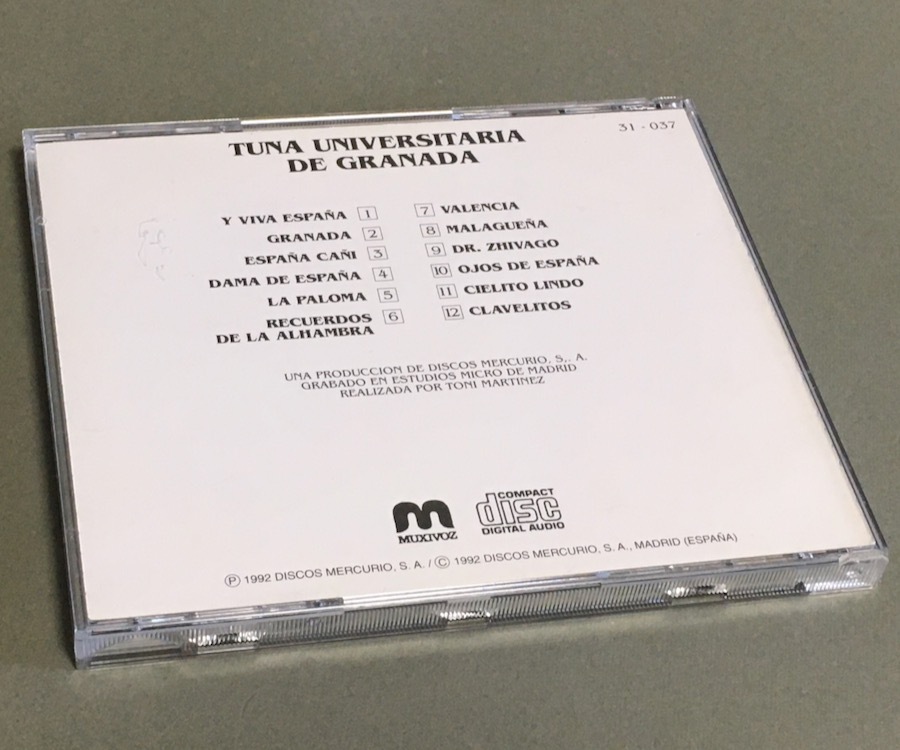 31 - 037
TUNA UNIVERSITARIA
DE GRANADA
Y VIVA ESPAÑA 1
GRANADA 2
ESPAÑA CAÑI 3
DAMA DE ESPAÑA 4
LA PALOMA 5
RECUERDOS 6
DE LA ALHAMBRA
7 VALENCIA
8 MALAGUEÑA
9 DR. ZHIVAGO
10 OJOS DE ESPAÑA
11 CIELITO LINDO
12 CLAVELITOS
UNA PRODUCCION DE DISCOS MERCURIO, S,. A.
GRABADO EN ESTUDIOS MICRO DE MADRID
REALIZADA POR TONI MARTINEZ
m
MUXIVOZ
COMPACT
disc
DIGITAL AUDIO
Ⓟ 1992 DISCOS MERCURIO, S. A. / © 1992 DISCOS MERCURIO, S. A., MADRID (ESPAÑA)